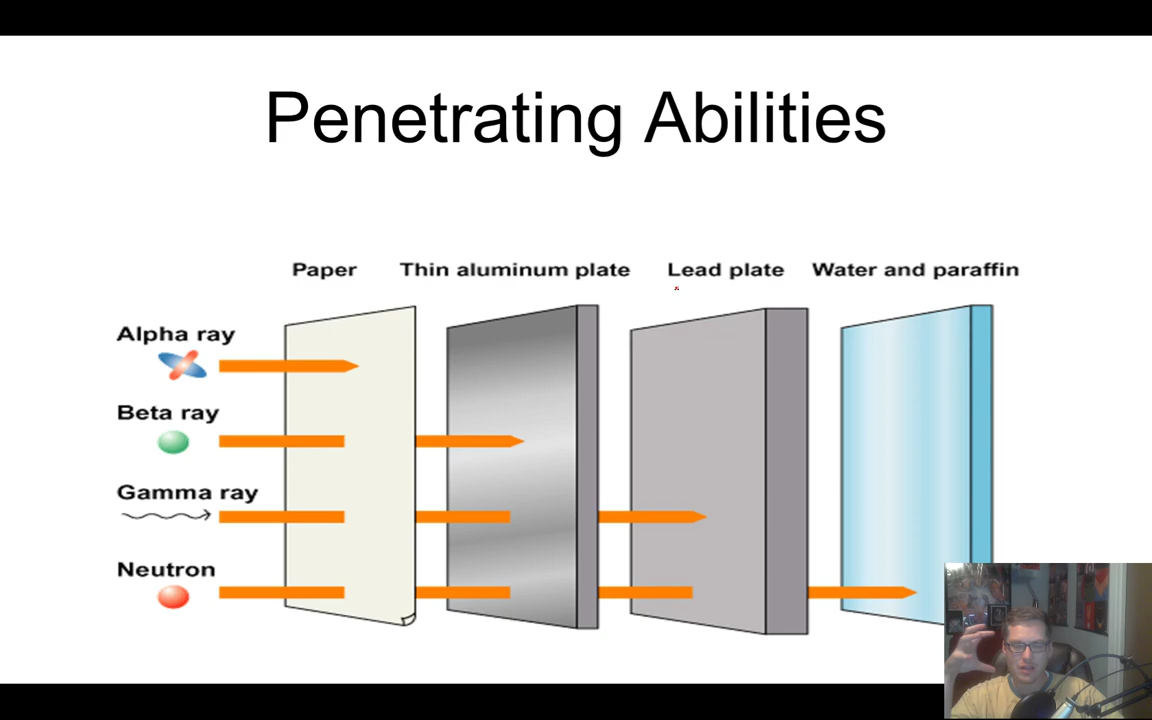 Penetrating Abilities
Paper Thin aluminum plate Lead plate Water and paraffin
Alpha ray
Beta ray
Gamma ray
Neutron